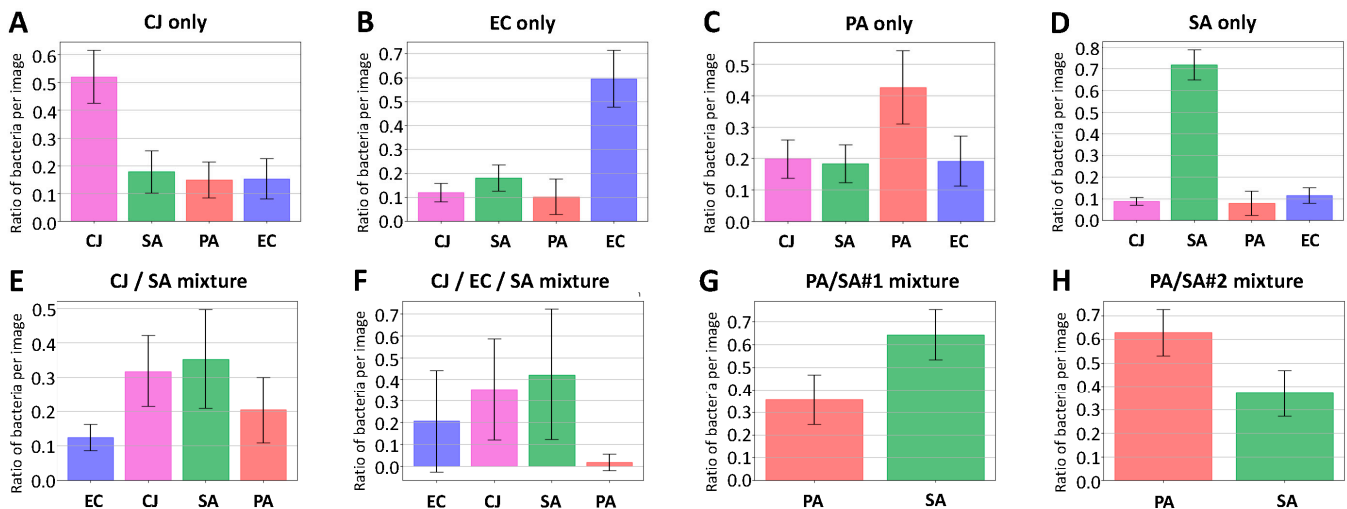 A
CJ only
Ratio of bacteria per image
0.6
0.5
0.4
0.3
0.2
0.1
0.0
CJ SA PA EC
B
EC only
Ratio of bacteria per image
0.7
0.6
0.5
0.4
0.3
0.2
0.1
0.0
CJ SA PA EC
C
PA only
Ratio of bacteria per image
0.5
0.4
0.3
0.2
0.1
0.0
CJ SA PA EC
D
SA only
Ratio of bacteria per image
0.8
0.7
0.6
0.5
0.4
0.3
0.2
0.1
0.0
CJ SA PA EC
E
CJ / SA mixture
Ratio of bacteria per image
0.5
0.4
0.3
0.2
0.1
0.0
EC CJ SA PA
F
CJ / EC / SA mixture
Ratio of bacteria per image
0.7
0.6
0.5
0.4
0.3
0.2
0.1
0.0
EC CJ SA PA
G
PA/SA#1 mixture
Ratio of bacteria per image
0.7
0.6
0.5
0.4
0.3
0.2
0.1
0.0
PA SA
H
PA/SA#2 mixture
Ratio of bacteria per image
0.7
0.6
0.5
0.4
0.3
0.2
0.1
0.0
PA SA